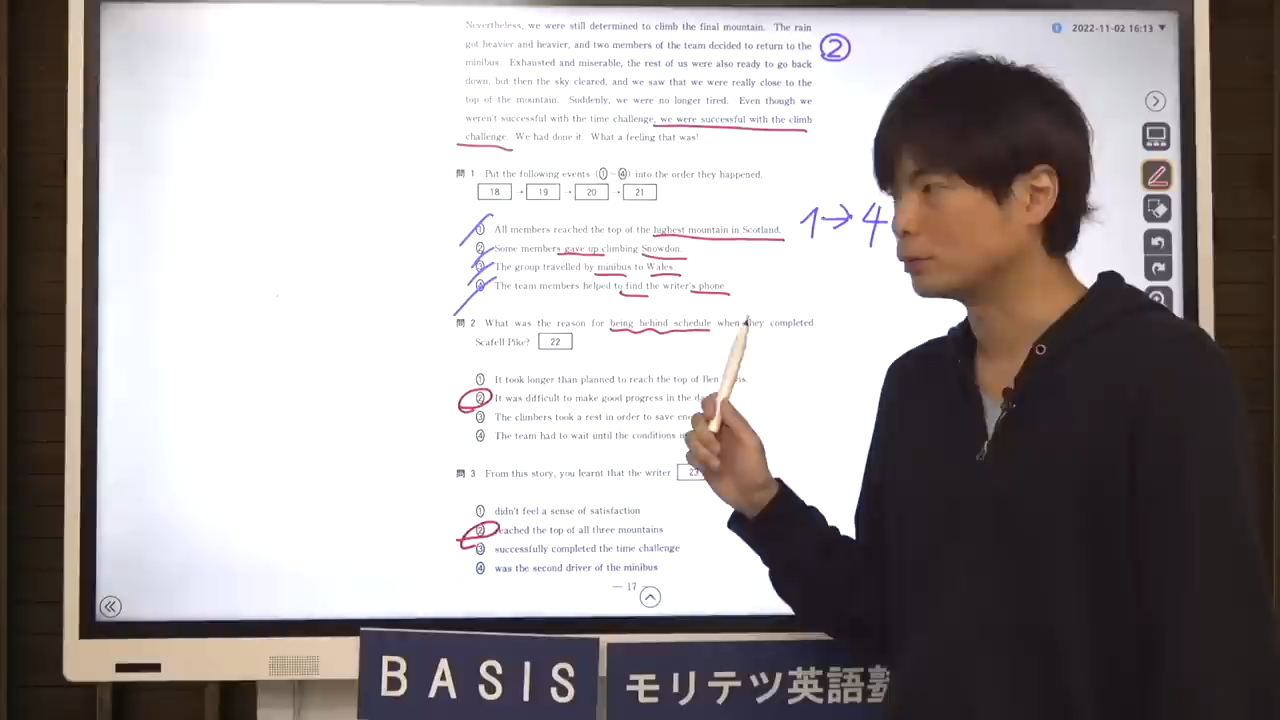 Nevertheless, we were still determined to climb the final mountain. The rain
got heavier and heavier, and two members of the team decided to return to the
minibus. Exhausted and miserable, the rest of us were also ready to go back
down, but then the sky cleared, and we saw that we were really close to the
top of the mountain. Suddenly, we were no longer tired. Even though we
weren't successful with the time challenge, we were successful with the climb
challenge. We had done it. What a feeling that was!
②
2022-11-02 16:13
問 1 Put the following events (①~④) into the order they happened.
18 → 19 → 20 → 21
① All members reached the top of the highest mountain in Scotland.
② Some members gave up climbing Snowdon.
③ The group travelled by minibus to Wales.
④ The team members helped to find the writer's phone
1→4
問 2 What was the reason for being behind schedule when they completed
Scafell Pike? 22
① It took longer than planned to reach the top of Ben
② It was difficult to make good progress in the
③ The climbers took a rest in order to save
④ The team had to wait until the conditions
問 3 From this story, you learnt that the writer 23
① didn't feel a sense of satisfaction
② reached the top of all three mountains
③ successfully completed the time challenge
④ was the second driver of the minibus
— 17 —
BASIS
モリテツ英語塾